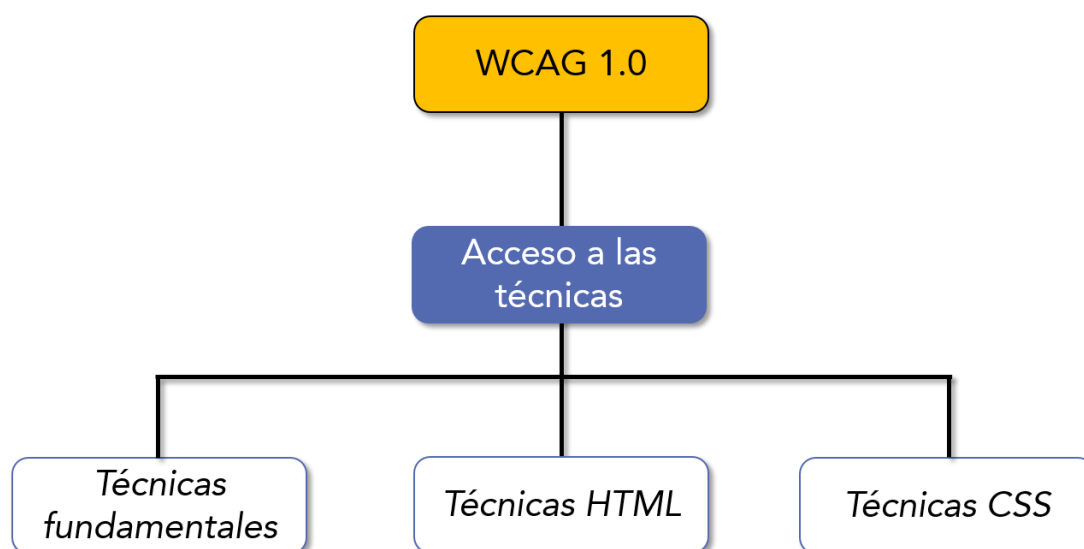 WCAG 1.0
Acceso a las
técnicas
Técnicas
fundamentales
Técnicas HTML
Técnicas CSS